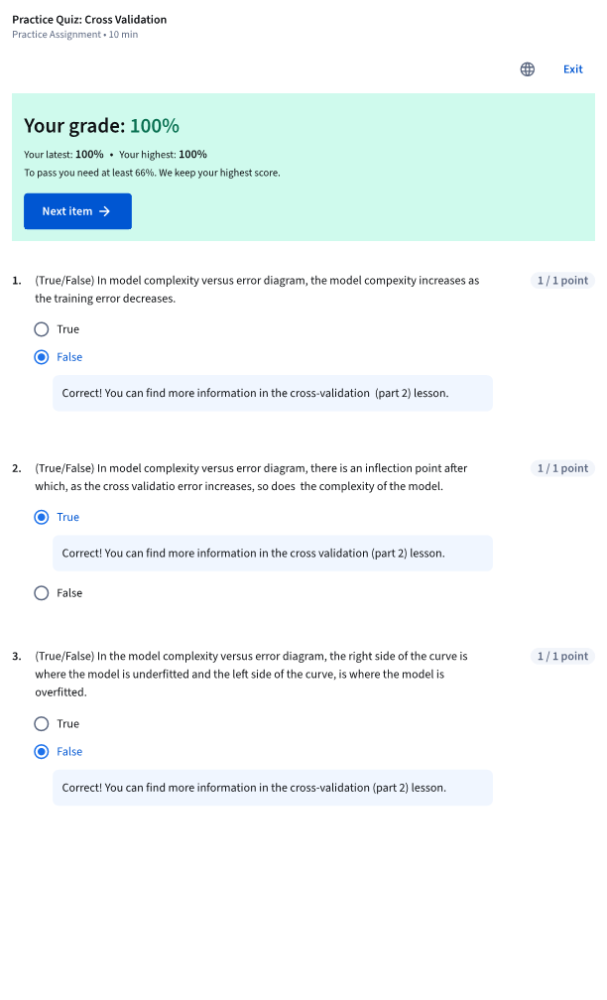 Practice Quiz: Cross Validation
Practice Assignment • 10 min
Exit
Your grade: 100%
Your latest: 100% • Your highest: 100%
To pass you need at least 66%. We keep your highest score.
Next item →
1. (True/False) In model complexity versus error diagram, the model compexity increases as 1 / 1 point
the training error decreases.
True
False
Correct! You can find more information in the cross-validation (part 2) lesson.
2. (True/False) In model complexity versus error diagram, there is an inflection point after 1 / 1 point
which, as the cross validatio error increases, so does the complexity of the model.
True
Correct! You can find more information in the cross validation (part 2) lesson.
False
3. (True/False) In the model complexity versus error diagram, the right side of the curve is 1 / 1 point
where the model is underfitted and the left side of the curve, is where the model is
overfitted.
True
False
Correct! You can find more information in the cross-validation (part 2) lesson.